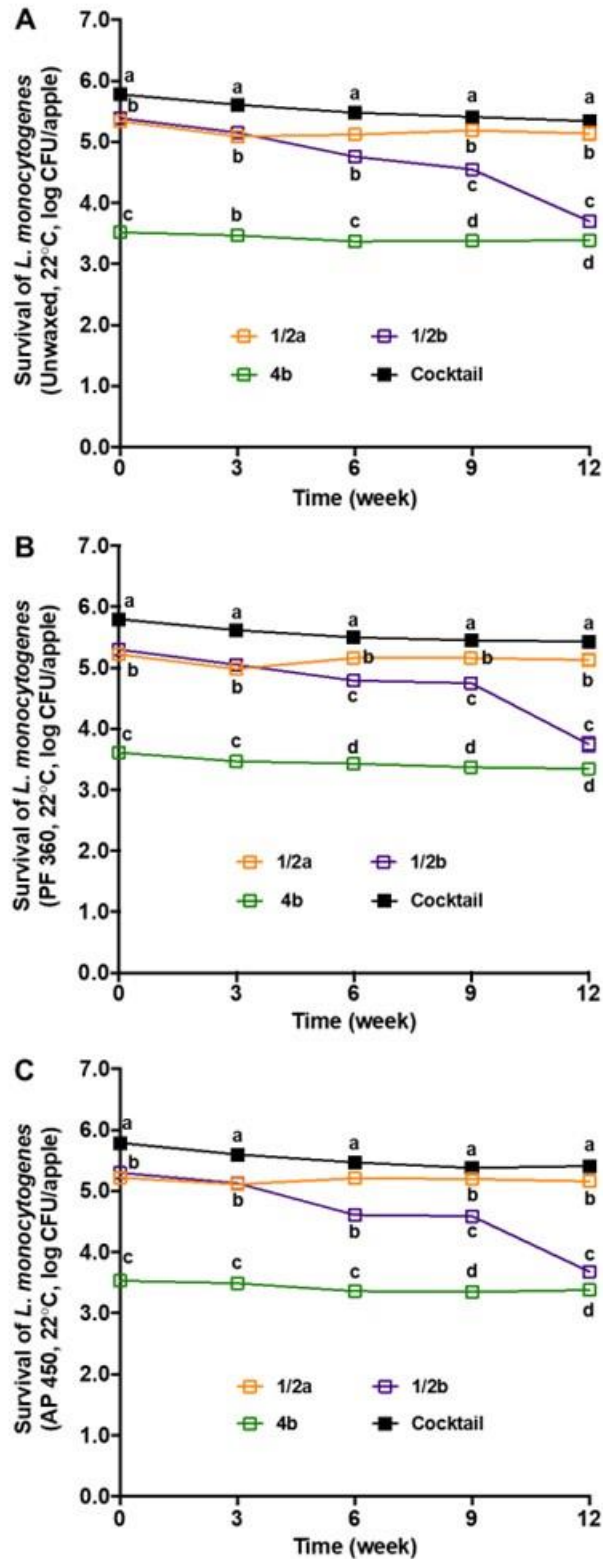 A
Survival of L. monocytogenes
(Unwaxed, 22°C, log CFU/apple)
7.0
6.0
5.0
4.0
3.0
2.0
1.0
0.0
a a a a a
b
b b b b
c c
c b c d
d
1/2a 1/2b
4b Cocktail
0 3 6 9 12
Time (week)
B
Survival of L. monocytogenes
(PF 360, 22°C, log CFU/apple)
7.0
6.0
5.0
4.0
3.0
2.0
1.0
0.0
a a a a a
b b
b b b
c c c
c c d d
d
1/2a 1/2b
4b Cocktail
0 3 6 9 12
Time (week)
C
Survival of L. monocytogenes
(AP 450, 22°C, log CFU/apple)
7.0
6.0
5.0
4.0
3.0
2.0
1.0
0.0
a a a a a
b
b b b
b c c
c c c d
d
1/2a 1/2b
4b Cocktail
0 3 6 9 12
Time (week)